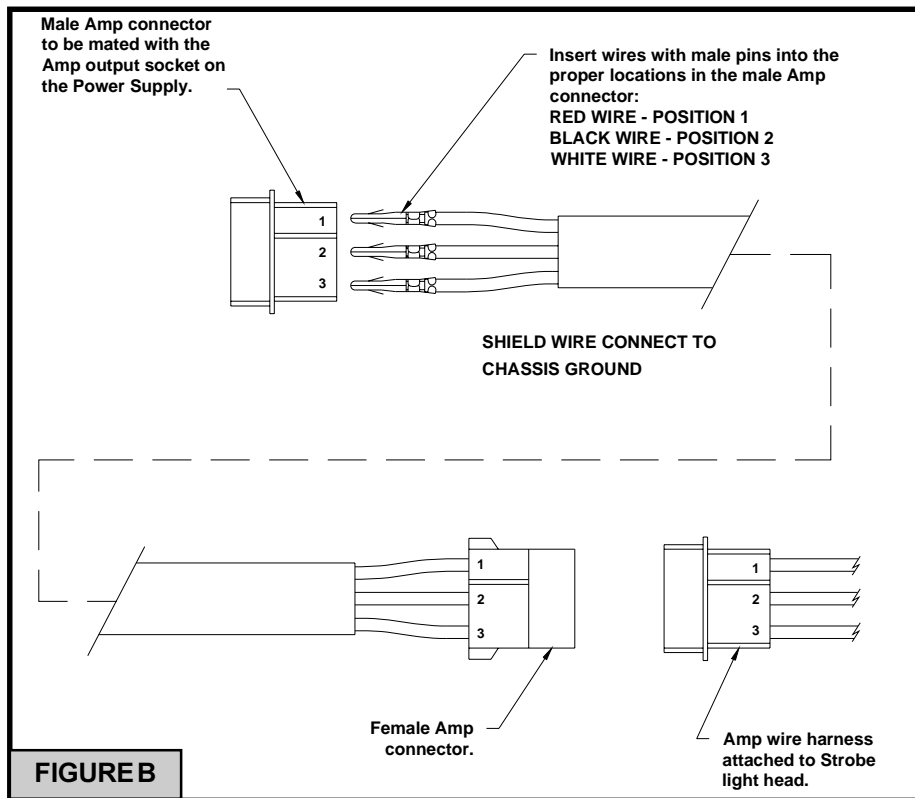 Male Amp connector
to be mated with the
Amp output socket on
the Power Supply.
Insert wires with male pins into the
proper locations in the male Amp
connector:
RED WIRE - POSITION 1
BLACK WIRE - POSITION 2
WHITE WIRE - POSITION 3
1
2
3
SHIELD WIRE CONNECT TO
CHASSIS GROUND
1
2
3
1
2
3
Female Amp
connector.
Amp wire harness
attached to Strobe
light head.
FIGURE B